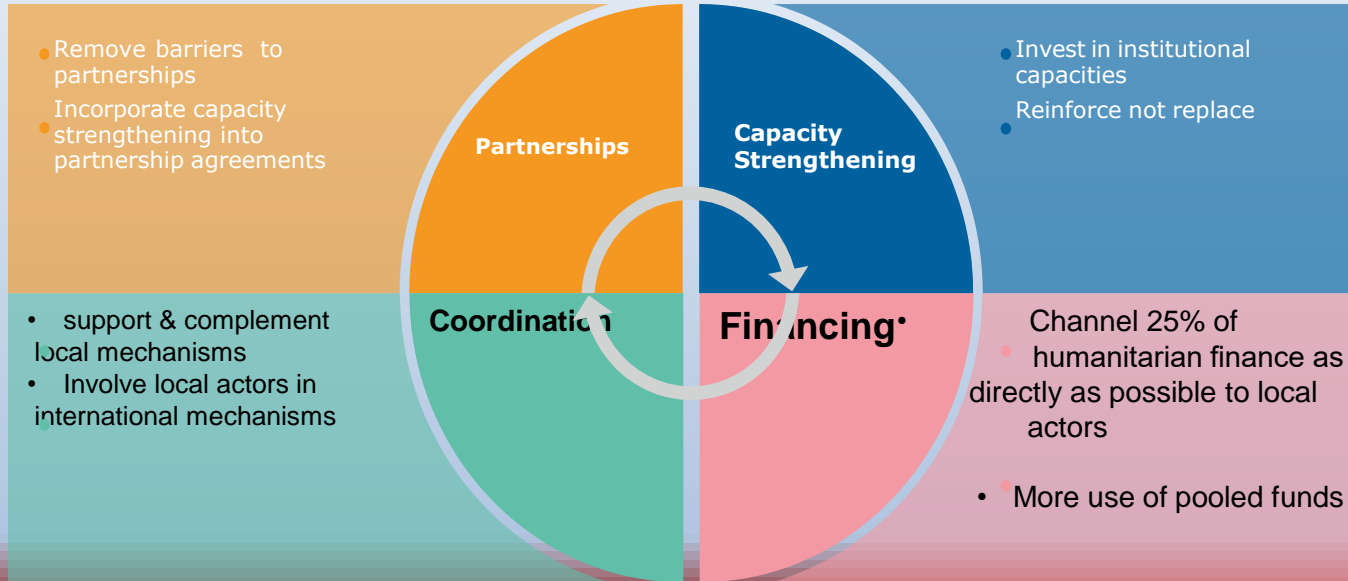 • Remove barriers to
partnerships
• Incorporate capacity
strengthening into
partnership agreements
Partnerships
Capacity
Strengthening
• Invest in institutional
capacities
• Reinforce not replace
• support & complement
local mechanisms
• Involve local actors in
international mechanisms
Coordination
Financing•
Channel 25% of
• humanitarian finance as
directly as possible to local
actors
• More use of pooled funds